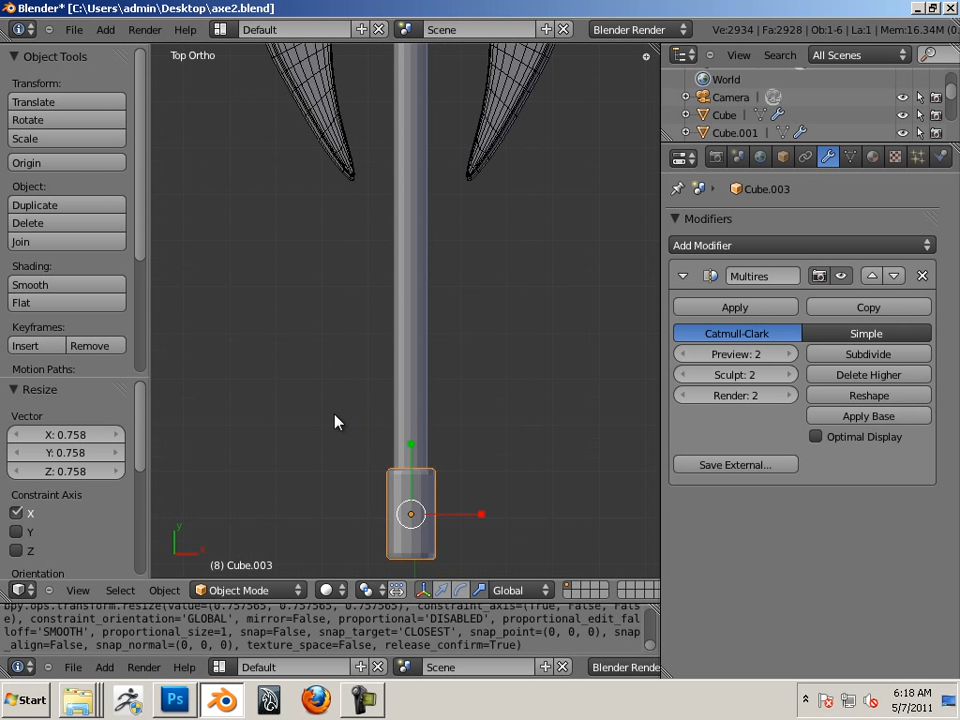 Blender* [C:\Users\admin\Desktop\axe2.blend]
File Add Render Help Default Scene Blender Render Ve:2934 | Fa:2928 | Ob:1-6 | La:1 | Mem:16.34M (0.
Object Tools
Transform:
Translate
Rotate
Scale
Origin
Object:
Duplicate
Delete
Join
Shading:
Smooth
Flat
Keyframes:
Insert Remove
Motion Paths:
Resize
Vector
X: 0.758
Y: 0.758
Z: 0.758
Constraint Axis
X
Y
Z
Orientation
Top Ortho
y
x
(8) Cube.003
View Select Object Object Mode Global
bpy.ops.transform.resize(value=(0.757565, 0.757565, 0.757565), constraint_axis=(True, False, Fals
e), constraint_orientation='GLOBAL', mirror=False, proportional='DISABLED', proportional_edit_fal
loff='SMOOTH', proportional_size=1, snap=False, snap_target='CLOSEST', snap_point=(0, 0, 0), snap
_align=False, snap_normal=(0, 0, 0), texture_space=False, release_confirm=True)
File Add Render Help Default Scene Blender Rende
View Search All Scenes
World
Camera
Cube
Cube.001
Cube.003
Modifiers
Add Modifier
Multires
Apply Copy
Catmull-Clark Simple
Preview: 2 Subdivide
Sculpt: 2 Delete Higher
Render: 2 Reshape
Apply Base
Optimal Display
Save External...
Start Ps
6:18 AM
5/7/2011